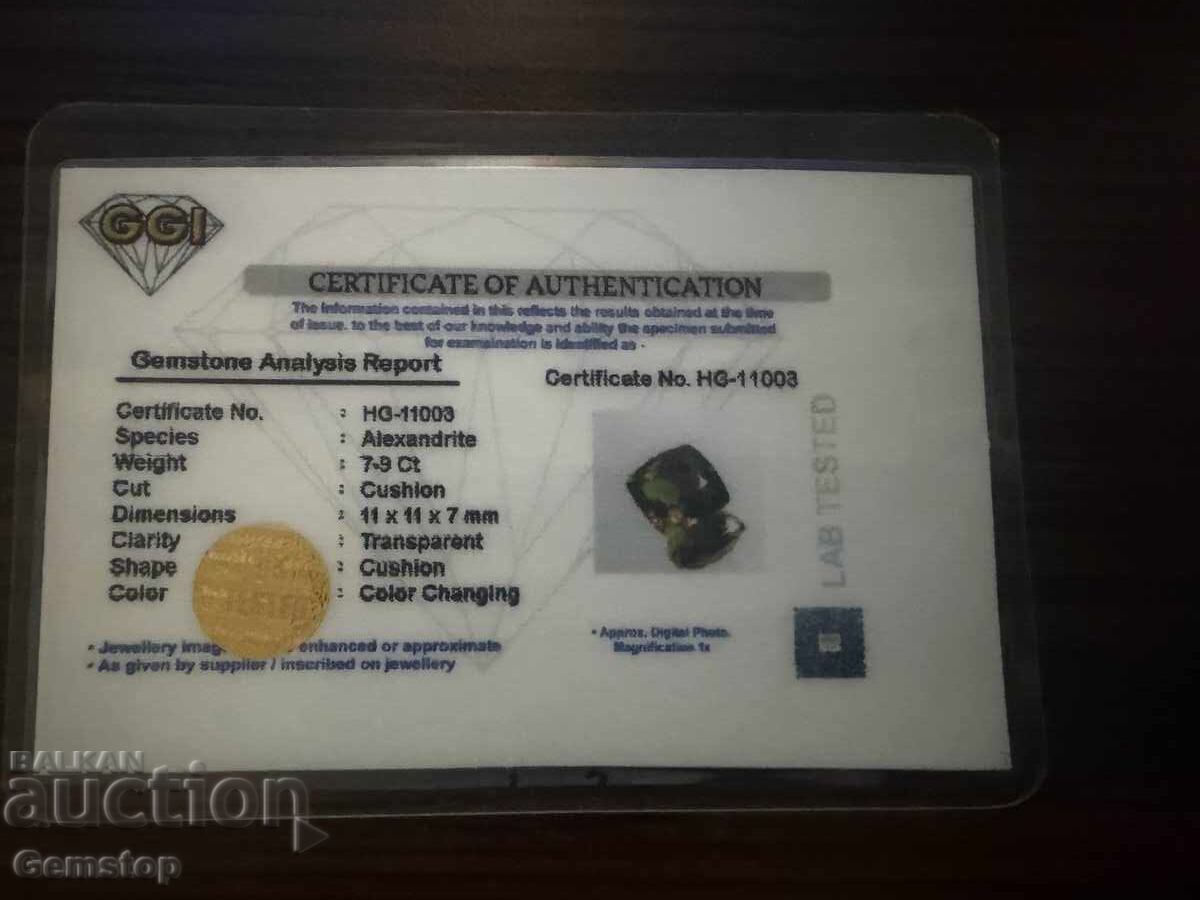 GGI
CERTIFICATE OF AUTHENTICATION
The information contained in this reflects the results obtained at the time
of issue. to the best of our knowledge and ability the specimen submitted
for examination is identified as -
Gemstone Analysis Report
Certificate No. HG-11003
Certificate No. : HG-11003
Species : Alexandrite
Weight : 7-9 Ct
Cut : Cushion
Dimensions : 11 x 11 x 7 mm
Clarity : Transparent
Shape : Cushion
Color : Color Changing
LAB TESTED
• Jewellery enhanced or approximate
• As given by supplier / inscribed on jewellery
• Approx. Digital Photo.
Magnification 1x
BALKAN
auction
Gemstop